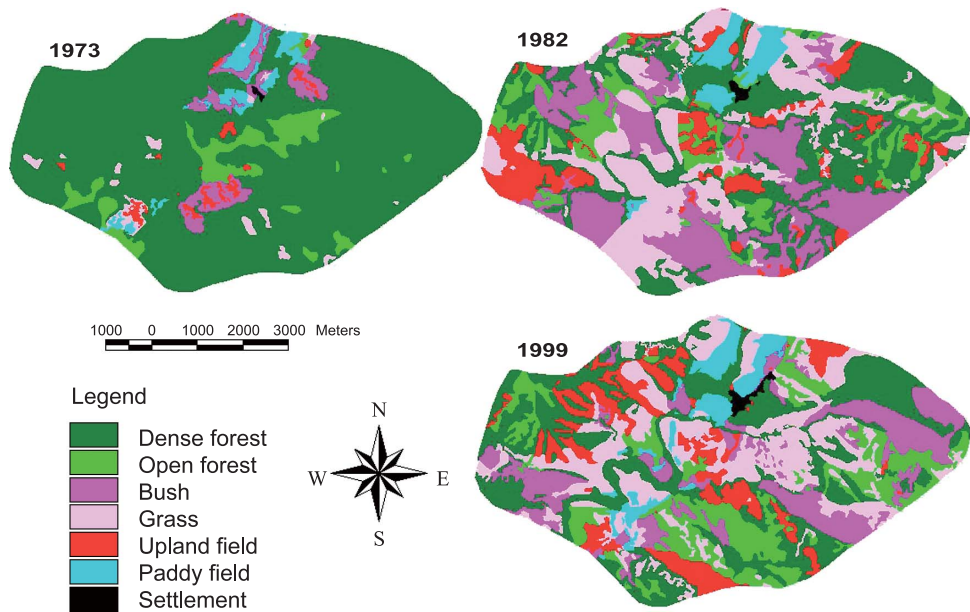 1973
1982
1000 0 1000 2000 3000 Meters
1999
Legend
Dense forest
Open forest
Bush
Grass
Upland field
Paddy field
Settlement
N
W E
S